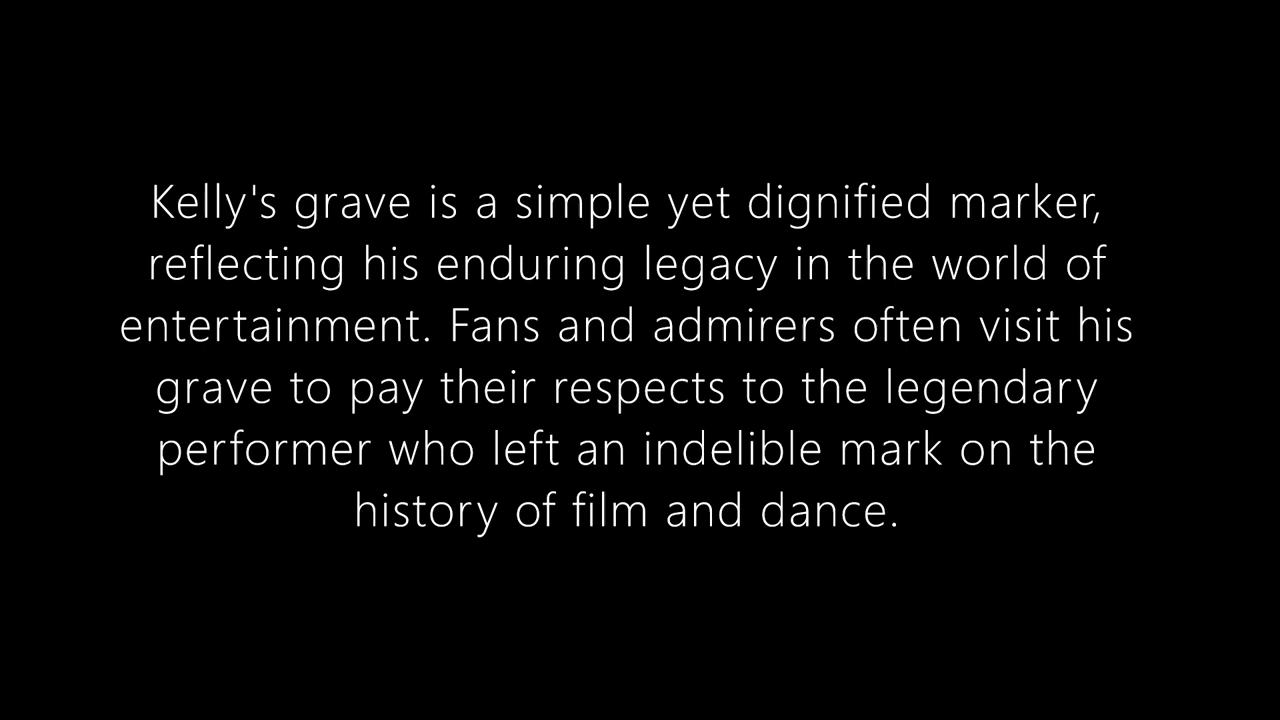 Kelly's grave is a simple yet dignified marker,
reflecting his enduring legacy in the world of
entertainment. Fans and admirers often visit his
grave to pay their respects to the legendary
performer who left an indelible mark on the
history of film and dance.